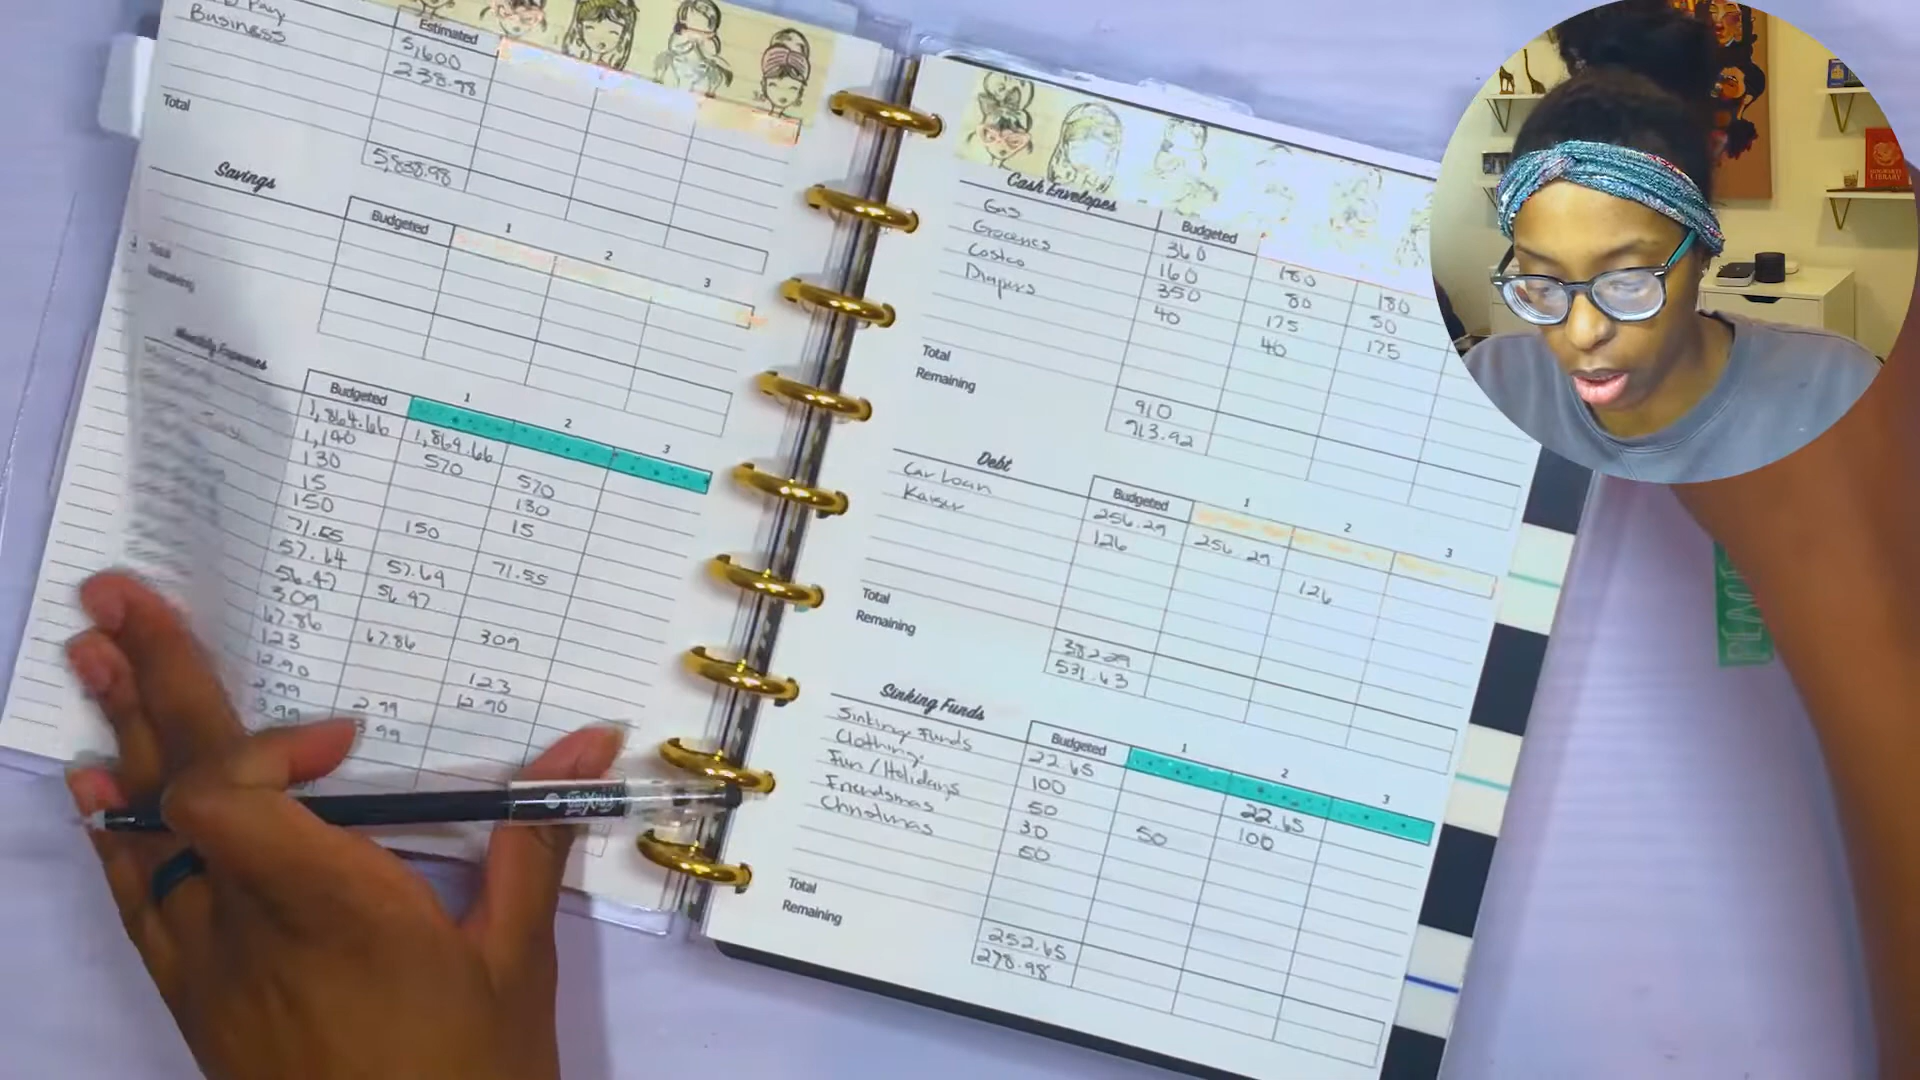 Pay
Business
Estimated
5,600
238.98
Total
5,838.98
Savings
Budgeted 1 2 3
Total
Remaining
Monthly Expenses
Budgeted 1 2 3
1,864.66 1,864.66
1,140 570 570
130 130
15 15
150 150
71.55 71.55
57.64 57.64
56.47 56.47
309 309
67.86 67.86
123 123
12.90 12.90
2.99 2.99
3.99 3.99
Cash Envelopes
Budgeted
Gas 360 180 180
Groceries 160 80 50
Costco 350 175 175
Diapers 40 40
Total 910
Remaining 913.92
Debt
Budgeted 1 2 3
Car Loan 256.29 256.29
Kaiser 126 126
Total 382.29
Remaining 531.63
Sinking Funds
Budgeted 1 2 3
Sinking Funds 22.65 22.65
Clothing 100 100
Fun / Holidays 50 50
Friendsmas 30
Christmas 50
Total 252.65
Remaining 278.98
LIBRARY